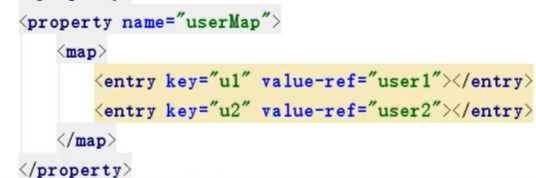 <property name="userMap">
<map>
<entry key="u1" value-ref="user1"></entry>
<entry key="u2" value-ref="user2"></entry>
</map>
</property>